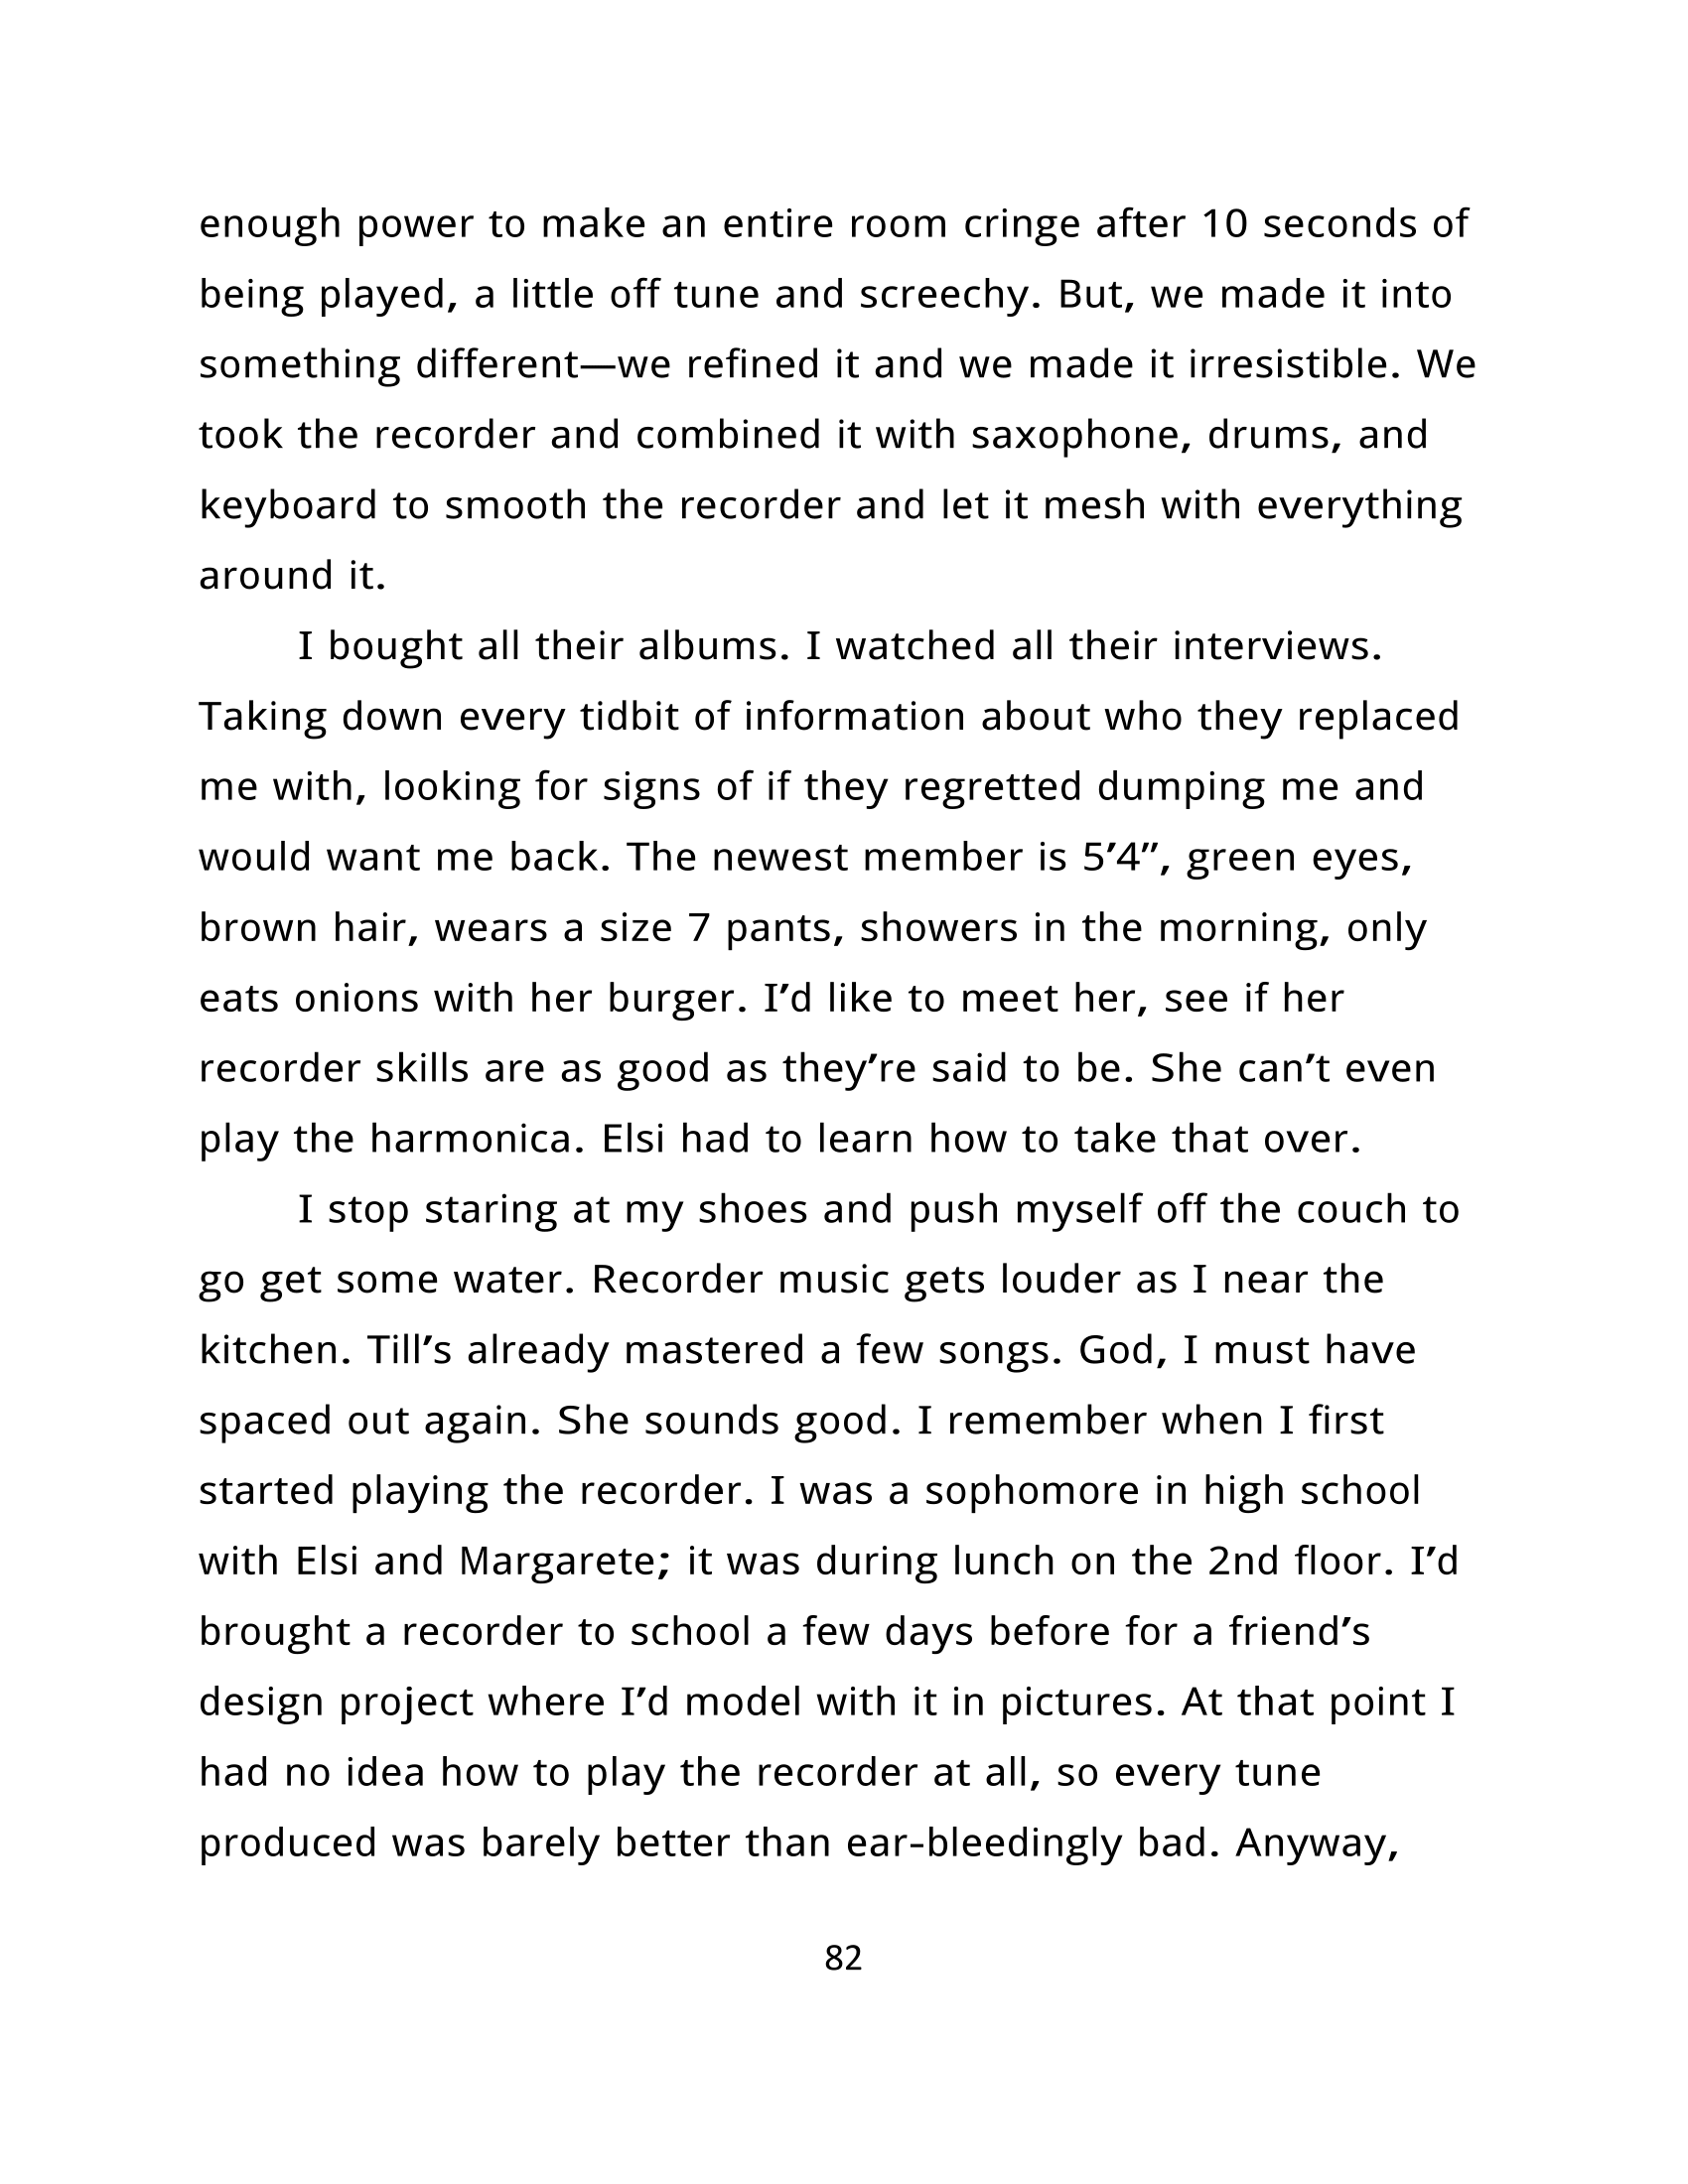 enough power to make an entire room cringe after 10 seconds of
being played, a little off tune and screechy. But, we made it into
something different—we refined it and we made it irresistible. We
took the recorder and combined it with saxophone, drums, and
keyboard to smooth the recorder and let it mesh with everything
around it.
I bought all their albums. I watched all their interviews.
Taking down every tidbit of information about who they replaced
me with, looking for signs of if they regretted dumping me and
would want me back. The newest member is 5’4”, green eyes,
brown hair, wears a size 7 pants, showers in the morning, only
eats onions with her burger. I’d like to meet her, see if her
recorder skills are as good as they’re said to be. She can’t even
play the harmonica. Elsi had to learn how to take that over.
I stop staring at my shoes and push myself off the couch to
go get some water. Recorder music gets louder as I near the
kitchen. Till’s already mastered a few songs. God, I must have
spaced out again. She sounds good. I remember when I first
started playing the recorder. I was a sophomore in high school
with Elsi and Margarete; it was during lunch on the 2nd floor. I’d
brought a recorder to school a few days before for a friend’s
design project where I’d model with it in pictures. At that point I
had no idea how to play the recorder at all, so every tune
produced was barely better than ear-bleedingly bad. Anyway,
82